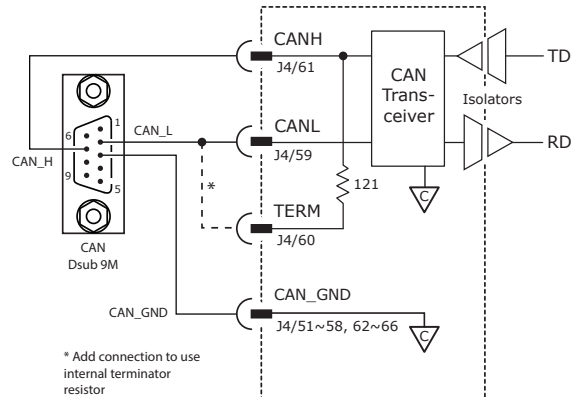 CANH
J4/61
CAN
Trans-
ceiver
TD
Isolators
RD
1
6
9
5
CAN_L
CAN_H
CANL
J4/59
*
121
C
TERM
J4/60
CAN
Dsub 9M
CAN_GND
CAN_GND
J4/51~58, 62~66
C
* Add connection to use
internal terminator
resistor